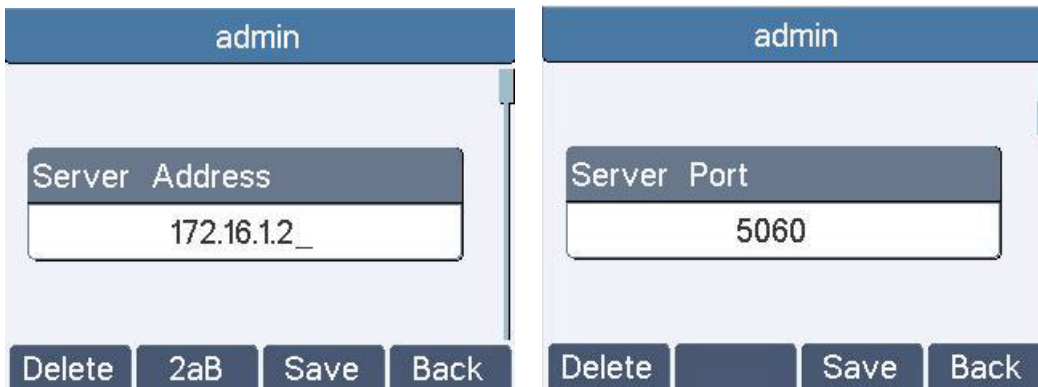 admin
Server Address
172.16.1.2_
Delete 2aB Save Back
admin
Server Port
5060
Delete Save Back